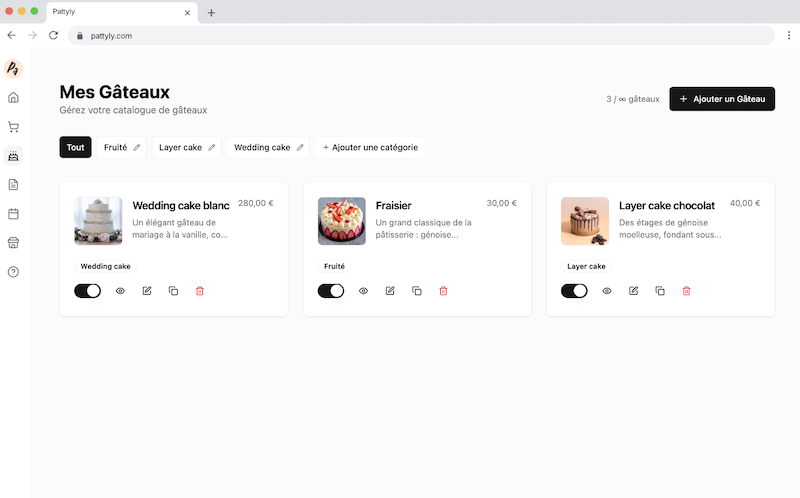 Pattyly
pattyly.com
Mes Gâteaux
Gérez votre catalogue de gâteaux
3 / ∞ gâteaux
+ Ajouter un Gâteau
Tout
Fruité
Layer cake
Wedding cake
+ Ajouter une catégorie
Wedding cake blanc
280,00 €
Un élégant gâteau de
mariage à la vanille, co...
Wedding cake
Fraisier
30,00 €
Un grand classique de la
pâtisserie : génoise...
Fruité
Layer cake chocolat
40,00 €
Des étages de génoise
moelleuse, fondant sous...
Layer cake